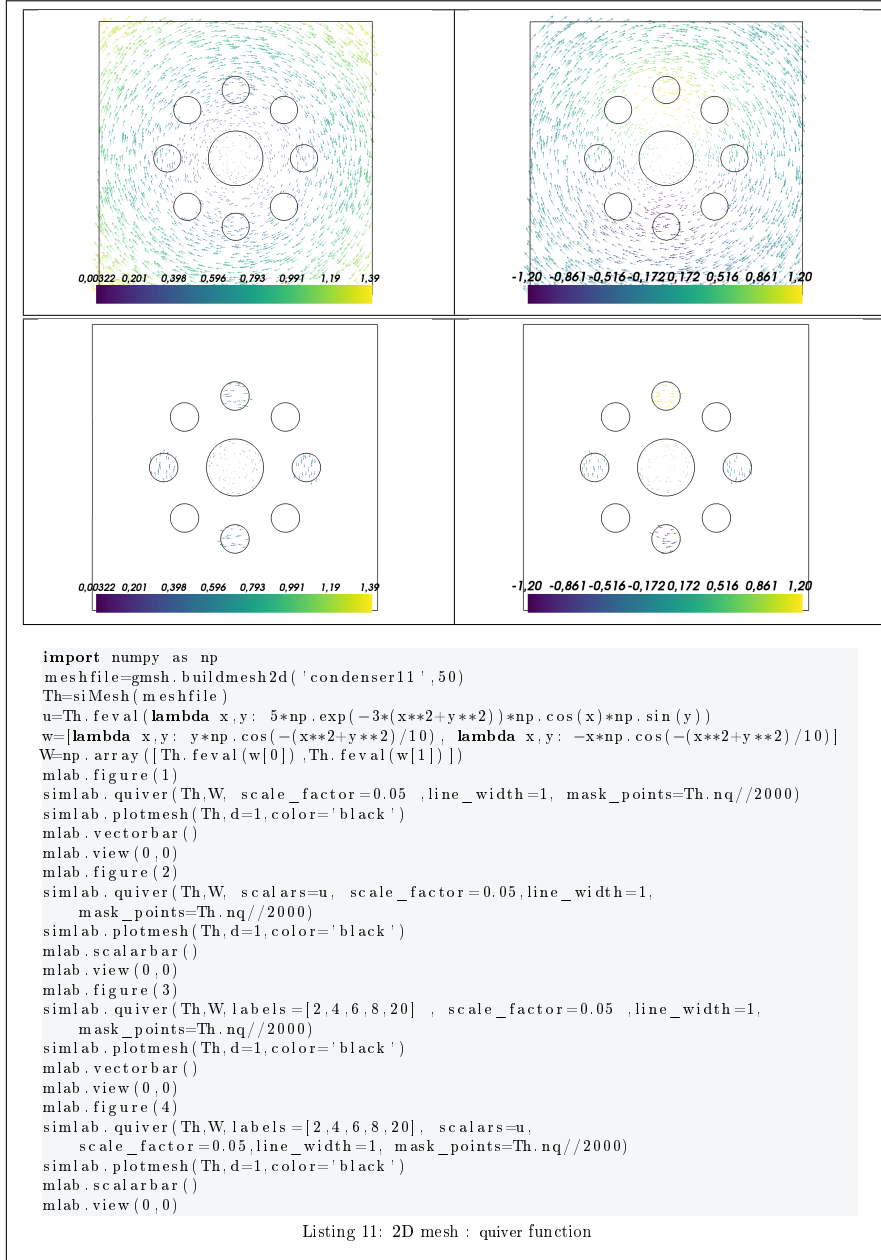 0,00322 0,201 0,398 0,596 0,793 0,991 1,19 1,39
-1,20 -0,861 -0,516 -0,172 0,172 0,516 0,861 1,20
0,00322 0,201 0,398 0,596 0,793 0,991 1,19 1,39
-1,20 -0,861 -0,516 -0,172 0,172 0,516 0,861 1,20
import numpy as np
meshfile=gmsh.buildmesh2d('condenser11',50)
Th=siMesh(meshfile)
u=Th.feval(lambda x,y: 5*np.exp(-3*(x**2+y**2))*np.cos(x)*np.sin(y))
w=[lambda x,y: y*np.cos(-(x**2+y**2)/10), lambda x,y: -x*np.cos(-(x**2+y**2)/10)]
W=np.array([Th.feval(w[0]),Th.feval(w[1])])
mlab.figure(1)
simlab.quiver(Th,W, scale_factor=0.05 ,line_width=1, mask_points=Th.nq//2000)
simlab.plotmesh(Th,d=1,color='black')
mlab.vectorbar()
mlab.view(0,0)
mlab.figure(2)
simlab.quiver(Th,W, scalars=u, scale_factor=0.05,line_width=1,
mask_points=Th.nq//2000)
simlab.plotmesh(Th,d=1,color='black')
mlab.scalarbar()
mlab.view(0,0)
mlab.figure(3)
simlab.quiver(Th,W,labels=[2,4,6,8,20] , scale_factor=0.05 ,line_width=1,
mask_points=Th.nq//2000)
simlab.plotmesh(Th,d=1,color='black')
mlab.vectorbar()
mlab.view(0,0)
mlab.figure(4)
simlab.quiver(Th,W,labels=[2,4,6,8,20], scalars=u,
scale_factor=0.05,line_width=1, mask_points=Th.nq//2000)
simlab.plotmesh(Th,d=1,color='black')
mlab.scalarbar()
mlab.view(0,0)
Listing 11: 2D mesh : quiver function